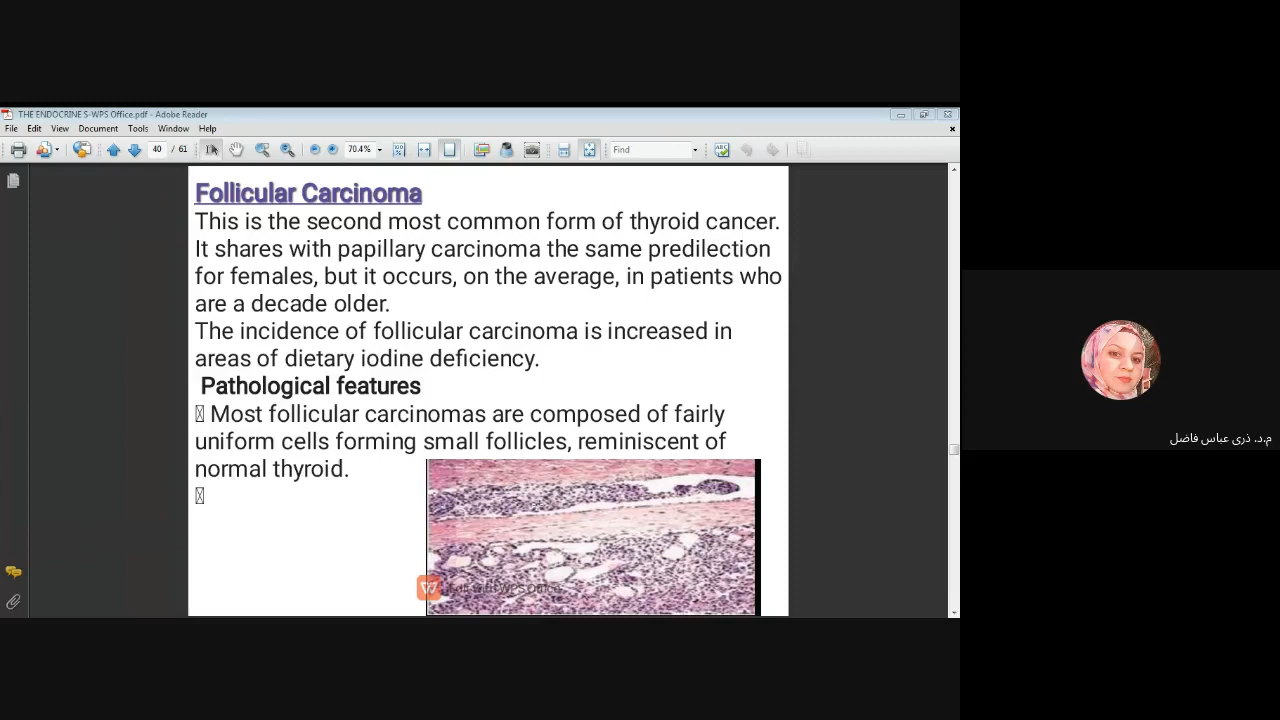 THE ENDOCRINE S-WPS Office.pdf - Adobe Reader
File Edit View Document Tools Window Help
40 / 61 70.4% Find
Follicular Carcinoma
This is the second most common form of thyroid cancer.
It shares with papillary carcinoma the same predilection
for females, but it occurs, on the average, in patients who
are a decade older.
The incidence of follicular carcinoma is increased in
areas of dietary iodine deficiency.
Pathological features
Most follicular carcinomas are composed of fairly
uniform cells forming small follicles, reminiscent of
normal thyroid.
WPS Office
م.د. ذرى عباس فاضل